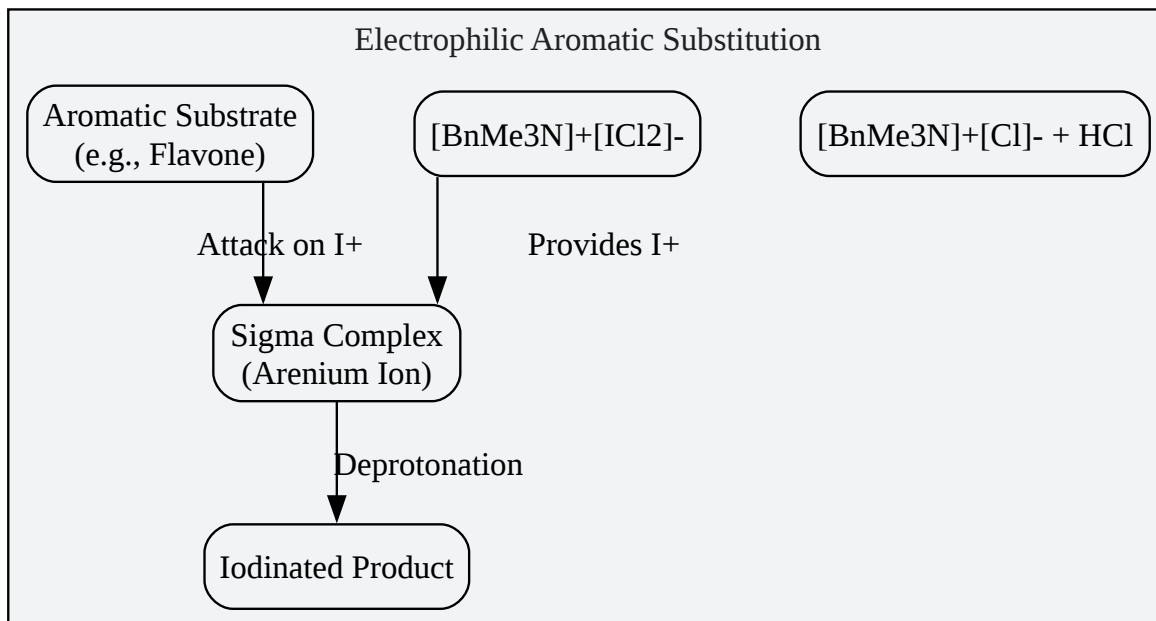 Electrophilic Aromatic Substitution
Aromatic Substrate
(e.g., Flavone)
[BnMe3N]+[ICl2]-
[BnMe3N]+[Cl]- + HCl
Attack on I+
Provides I+
Sigma Complex
(Arenium Ion)
Deprotonation
Iodinated Product